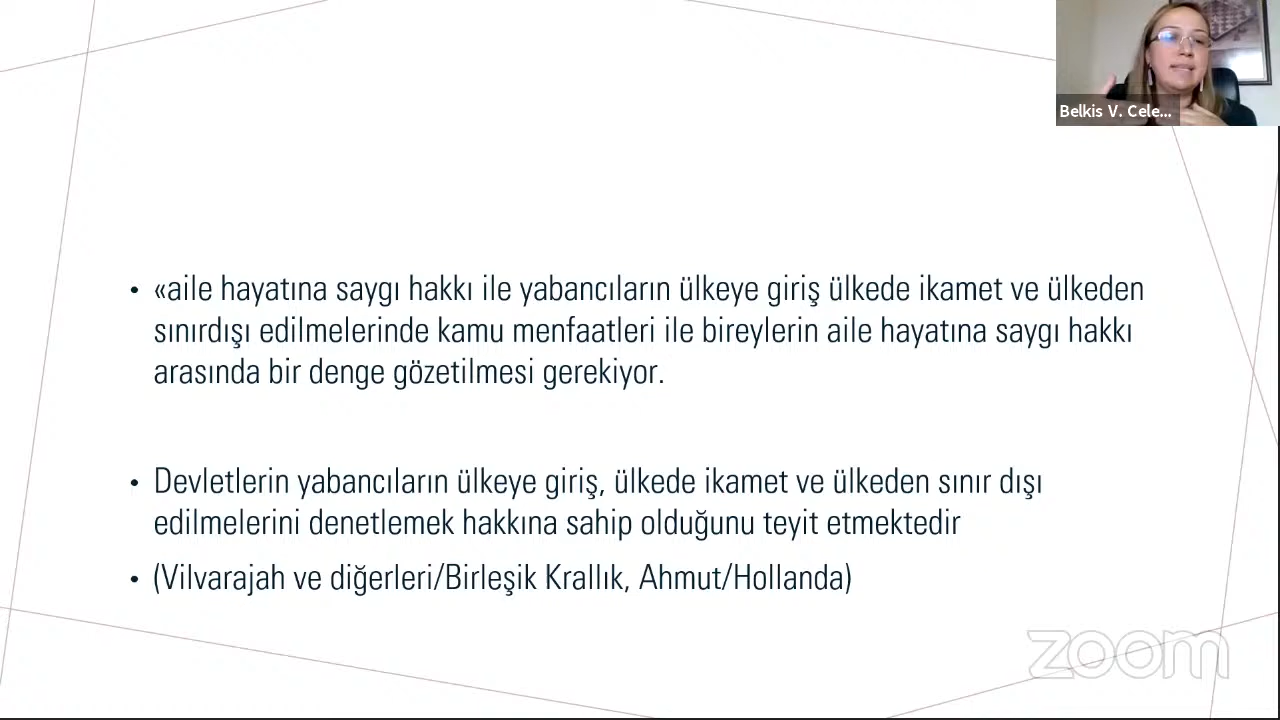 Belkis V. Cele...
• «aile hayatına saygı hakkı ile yabancıların ülkeye giriş ülkede ikamet ve ülkeden
sınırdışı edilmelerinde kamu menfaatleri ile bireylerin aile hayatına saygı hakkı
arasında bir denge gözetilmesi gerekiyor.
• Devletlerin yabancıların ülkeye giriş, ülkede ikamet ve ülkeden sınır dışı
edilmelerini denetlemek hakkına sahip olduğunu teyit etmektedir
• (Vilvarajah ve diğerleri/Birleşik Krallık, Ahmut/Hollanda)
zoom